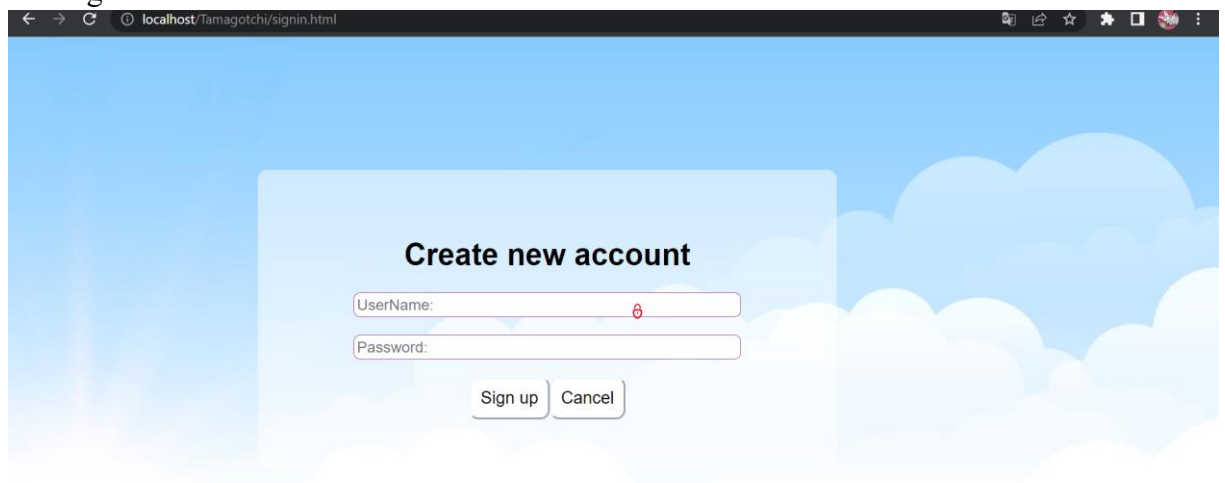 localhost/Tamagotchi/signin.html
Create new account
UserName:
Password:
Sign up Cancel